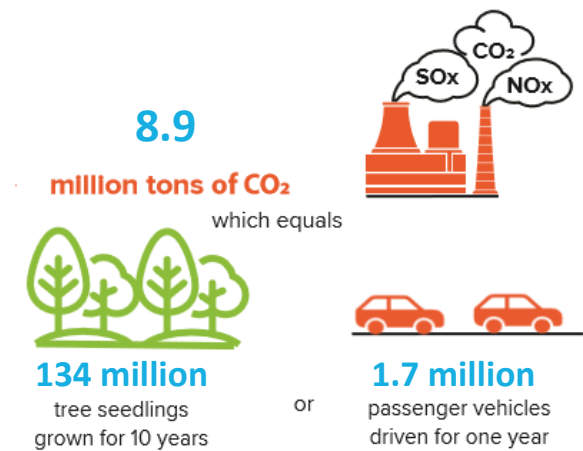 CO₂
SOx
NOx
8.9
million tons of CO₂
which equals
134 million
tree seedlings
grown for 10 years
or
1.7 million
passenger vehicles
driven for one year